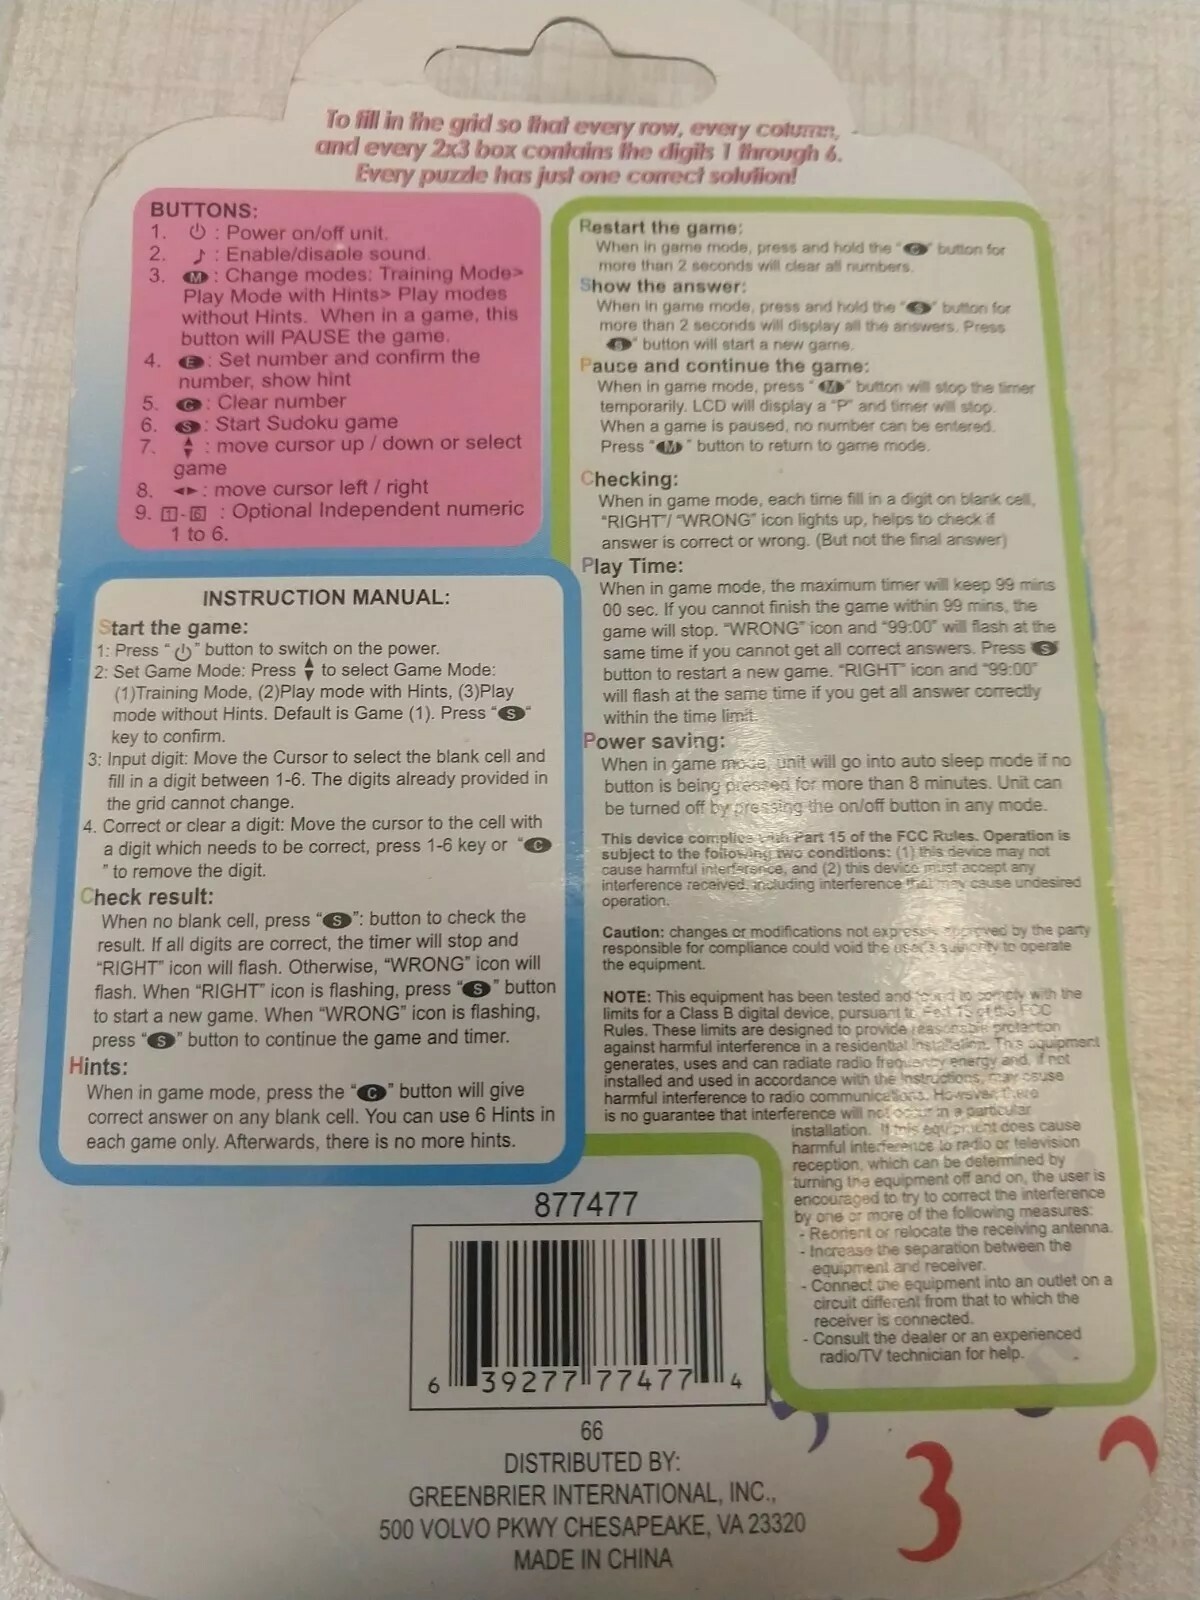 To fill in the grid so that every row, every column,
and every 2x3 box contains the digits 1 through 6.
Every puzzle has just one correct solution!
BUTTONS:
1. ⏻ : Power on/off unit.
2. ♪ : Enable/disable sound.
3. M : Change modes: Training Mode>
Play Mode with Hints> Play modes
without Hints. When in a game, this
button will PAUSE the game.
4. E : Set number and confirm the
number, show hint
5. C : Clear number
6. S : Start Sudoku game
7. ▲▼ : move cursor up / down or select
game
8. ◄► : move cursor left / right
9. 1 - 6 : Optional Independent numeric
1 to 6.
INSTRUCTION MANUAL:
Start the game:
1: Press "⏻" button to switch on the power.
2: Set Game Mode: Press ▲▼ to select Game Mode:
(1)Training Mode, (2)Play mode with Hints, (3)Play
mode without Hints. Default is Game (1). Press "S"
key to confirm.
3: Input digit: Move the Cursor to select the blank cell and
fill in a digit between 1-6. The digits already provided in
the grid cannot change.
4. Correct or clear a digit: Move the cursor to the cell with
a digit which needs to be correct, press 1-6 key or "C
" to remove the digit.
Check result:
When no blank cell, press "S": button to check the
result. If all digits are correct, the timer will stop and
"RIGHT" icon will flash. Otherwise, "WRONG" icon will
flash. When "RIGHT" icon is flashing, press "S" button
to start a new game. When "WRONG" icon is flashing,
press "S" button to continue the game and timer.
Hints:
When in game mode, press the "C" button will give
correct answer on any blank cell. You can use 6 Hints in
each game only. Afterwards, there is no more hints.
Restart the game:
When in game mode, press and hold the "C" button for
more than 2 seconds will clear all numbers.
Show the answer:
When in game mode, press and hold the "S" button for
more than 2 seconds will display all the answers. Press
S" button will start a new game.
Pause and continue the game:
When in game mode, press "M" button will stop the timer
temporarily. LCD will display a "P" and timer will stop.
When a game is paused, no number can be entered.
Press "M" button to return to game mode.
Checking:
When in game mode, each time fill in a digit on blank cell,
"RIGHT"/ "WRONG" icon lights up, helps to check if
answer is correct or wrong. (But not the final answer)
Play Time:
When in game mode, the maximum timer will keep 99 mins
00 sec. If you cannot finish the game within 99 mins, the
game will stop. "WRONG" icon and "99:00" will flash at the
same time if you cannot get all correct answers. Press S
button to restart a new game. "RIGHT" icon and "99:00"
will flash at the same time if you get all answer correctly
within the time limit.
Power saving:
When in game mode, unit will go into auto sleep mode if no
button is being pressed for more than 8 minutes. Unit can
be turned off by pressing the on/off button in any mode.
This device complies with Part 15 of the FCC Rules. Operation is
subject to the following two conditions: (1) this device may not
cause harmful interference, and (2) this device must accept any
interference received, including interference that may cause undesired
operation.
Caution: changes or modifications not expressly approved by the party
responsible for compliance could void the user's authority to operate
the equipment.
NOTE: This equipment has been tested and found to comply with the
limits for a Class B digital device, pursuant to Part 15 of the FCC
Rules. These limits are designed to provide reasonable protection
against harmful interference in a residential installation. This equipment
generates, uses and can radiate radio frequency energy and, if not
installed and used in accordance with the instructions, may cause
harmful interference to radio communications. However, there
is no guarantee that interference will not occur in a particular
installation. If this equipment does cause
harmful interference to radio or television
reception, which can be determined by
turning the equipment off and on, the user is
encouraged to try to correct the interference
by one or more of the following measures:
- Reorient or relocate the receiving antenna.
- Increase the separation between the
equipment and receiver.
- Connect the equipment into an outlet on a
circuit different from that to which the
receiver is connected.
- Consult the dealer or an experienced
radio/TV technician for help.
877477
6 39277 77477 4
66
DISTRIBUTED BY:
GREENBRIER INTERNATIONAL, INC.,
500 VOLVO PKWY CHESAPEAKE, VA 23320
MADE IN CHINA
3